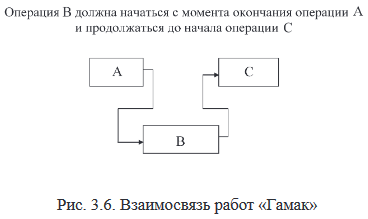 Операция В должна начаться с момента окончания операции А
и продолжаться до начала операции С
А
С
В
Рис. 3.6. Взаимосвязь работ «Гамак»